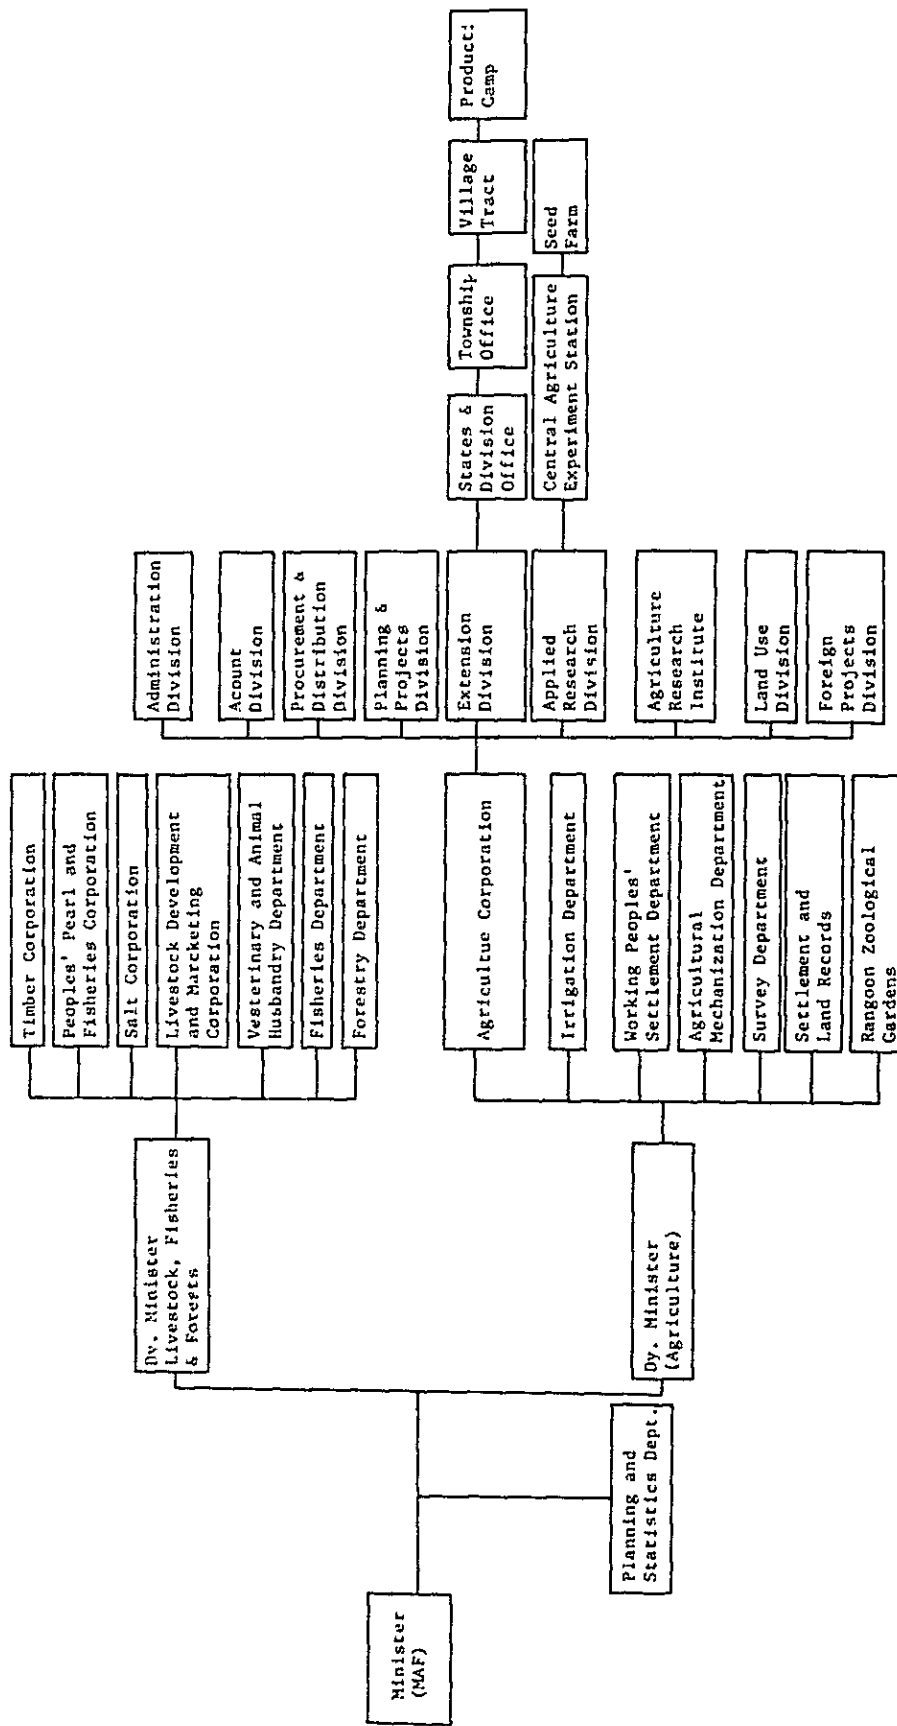 Minister
(MAF)
Planning and
Statistics Dept.
Dy. Minister
Livestock, Fisheries
& Forests
Dy. Minister
(Agriculture)
Timber Corporation
Peoples' Pearl and
Fisheries Corporation
Salt Corporation
Livestock Development
and Marcketing
Corporation
Vesterinary and Animal
Husbandry Department
Fisheries Department
Forestry Department
Agricultue Corporation
Irrigation Department
Working Peoples'
Settlement Department
Agricultural
Mechanization Department
Survey Department
Settlement and
Land Records
Rangoon Zoological
Gardens
Administration
Division
Acount
Division
Procurement &
Distribution
Division
Planning &
Projects
Division
Extension
Division
Applied
Research
Division
Agriculture
Research
Institute
Land Use
Division
Foreign
Projects
Division
States &
Division
Office
Township
Office
Village
Tract
Product:
Camp
Central Agriculture
Experiment Station
Seed
Farm